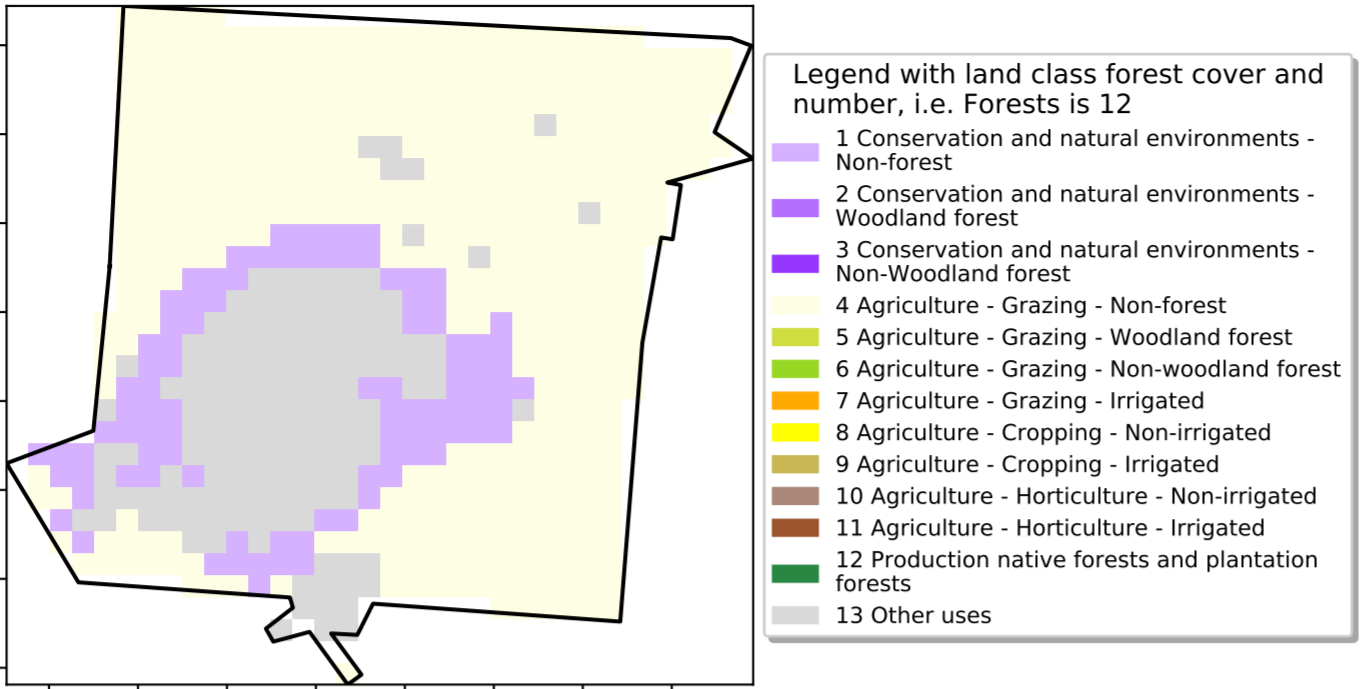 Legend with land class forest cover and
number, i.e. Forests is 12
1 Conservation and natural environments -
Non-forest
2 Conservation and natural environments -
Woodland forest
3 Conservation and natural environments -
Non-Woodland forest
4 Agriculture - Grazing - Non-forest
5 Agriculture - Grazing - Woodland forest
6 Agriculture - Grazing - Non-woodland forest
7 Agriculture - Grazing - Irrigated
8 Agriculture - Cropping - Non-irrigated
9 Agriculture - Cropping - Irrigated
10 Agriculture - Horticulture - Non-irrigated
11 Agriculture - Horticulture - Irrigated
12 Production native forests and plantation
forests
13 Other uses